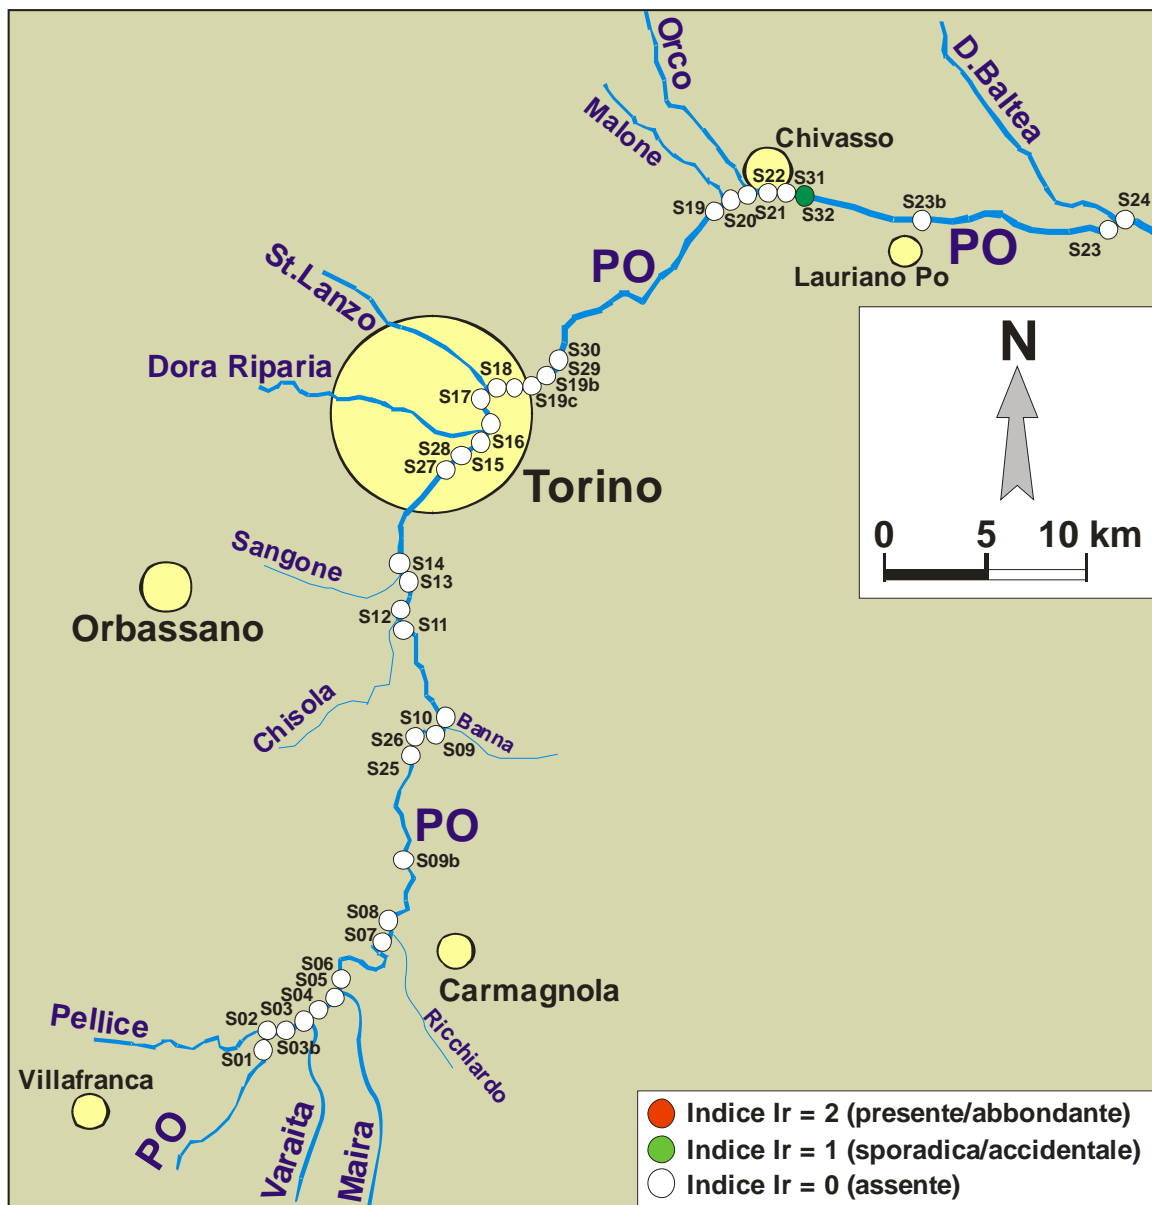 Orco
D.Baltea
Malone
Chivasso
S22
S31
S19
S20
S21
S32
S23b
S24
S23
PO
PO
Lauriano Po
St.Lanzo
Dora Riparia
S30
S29
S18
S19b
S17
S19c
S16
S28
S15
S27
Torino
N
0 5 10 km
Sangone
S14
S13
S12
S11
Orbassano
Chisola
S10
Banna
S26
S09
S25
PO
S09b
S08
S07
S06
S05
S04
S03
S02
S03b
S01
Carmagnola
Pellice
Ricchiardo
Villafranca
PO
Varaita
Maira
Indice Ir = 2 (presente/abbondante)
Indice Ir = 1 (sporadica/accidentale)
Indice Ir = 0 (assente)